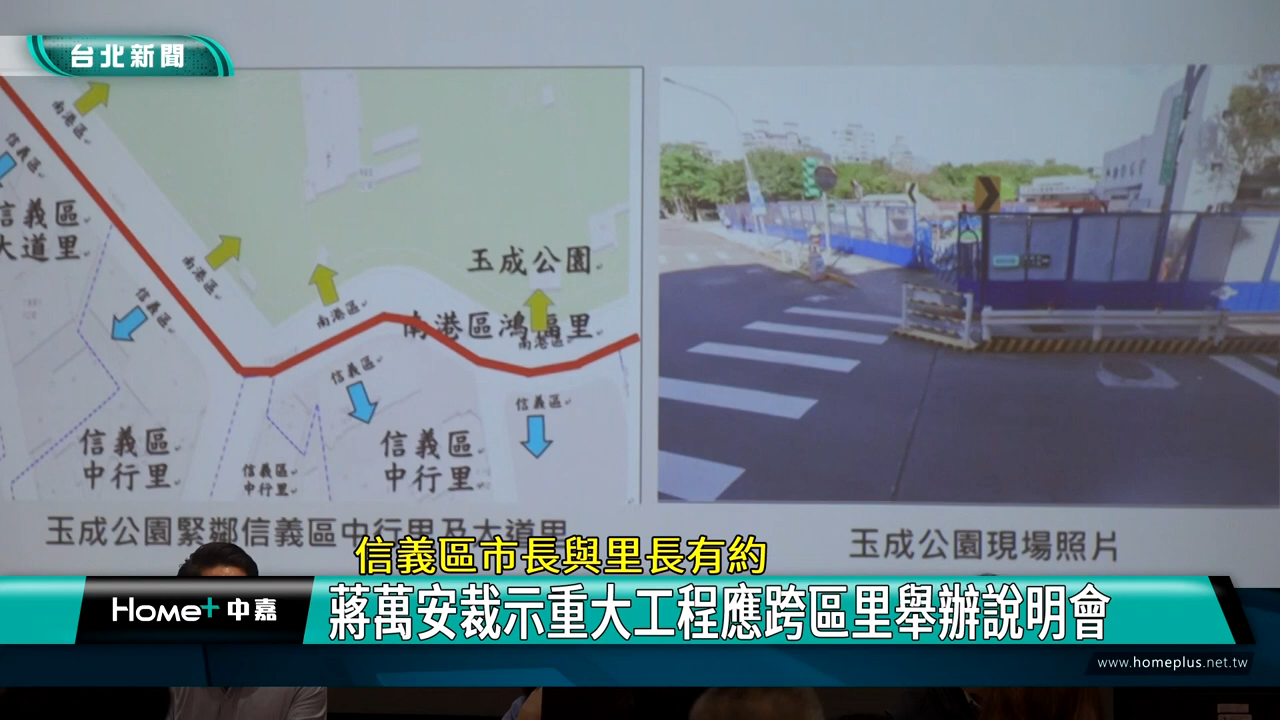 台北新聞
南港區
信義區
信義區
大道里
南港區
信義區
南港區
玉成公園
南港區鴻福里
南港區
信義區
信義區
信義區
中行里
信義區
中行里
信義區
中行里
玉成公園緊鄰信義區中行里及大道里
玉成公園現場照片
信義區市長與里長有約
Home+中嘉
蔣萬安裁示重大工程應跨區里舉辦說明會
www.homeplus.net.tw